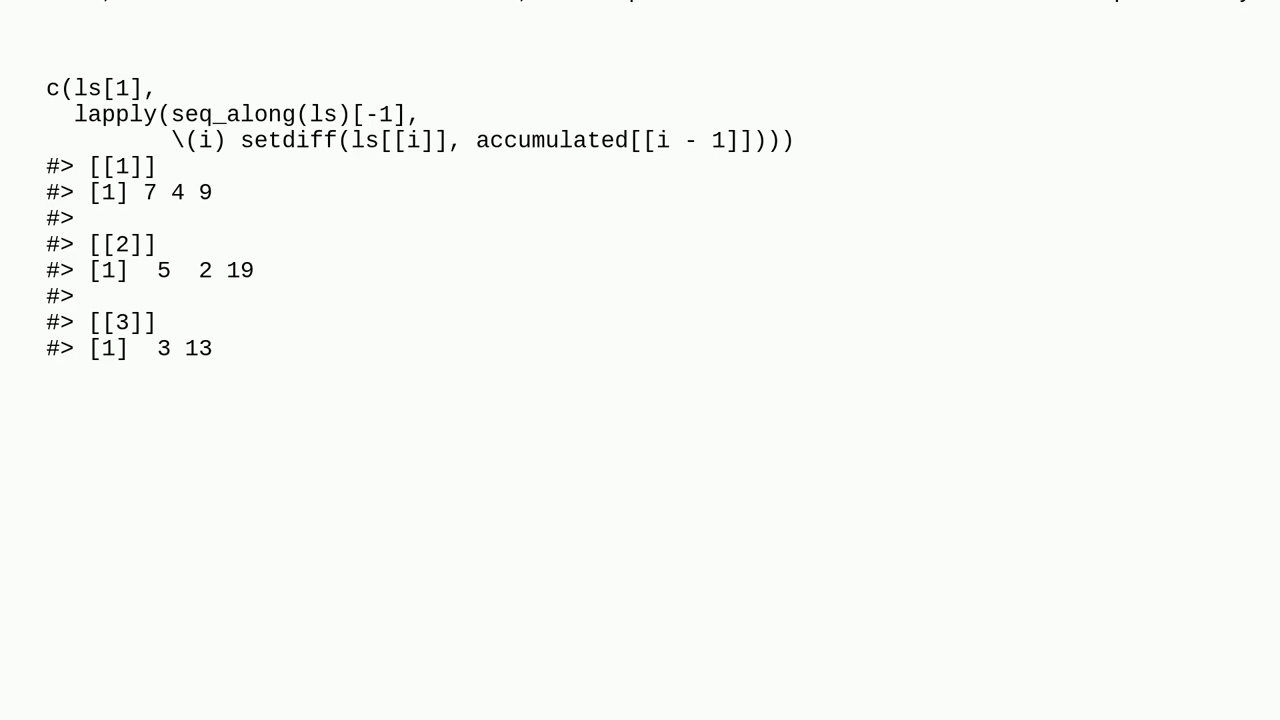 c(ls[1],
  lapply(seq_along(ls)[-1],
         \(i) setdiff(ls[[i]], accumulated[[i - 1]])))
#> [[1]]
#> [1] 7 4 9
#>
#> [[2]]
#> [1]  5  2 19
#>
#> [[3]]
#> [1]  3 13